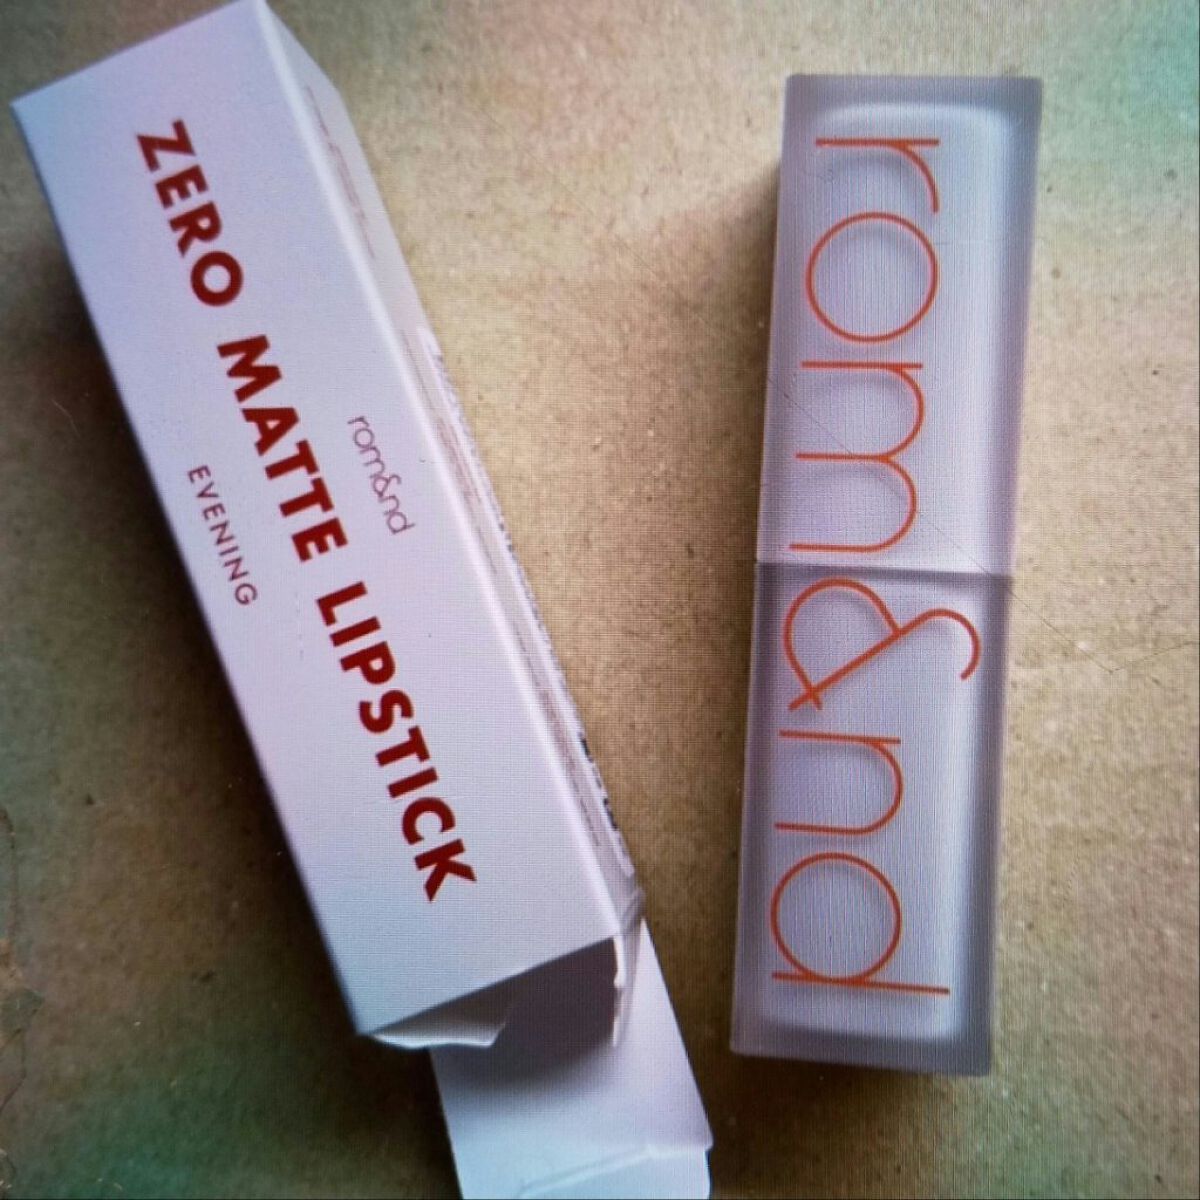 rom&nd
ZERO MATTE LIPSTICK
EVENING
rom&nd